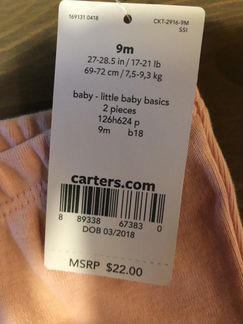 169131 0418 CKT-2916-9M
SSI
9m
27-28.5 in / 17-21 lb
69-72 cm / 7,5-9,3 kg
baby - little baby basics
2 pieces
126h624 p
9m b18
carters.com
8 89338 67383 0
DOB 03/2018
MSRP $22.00